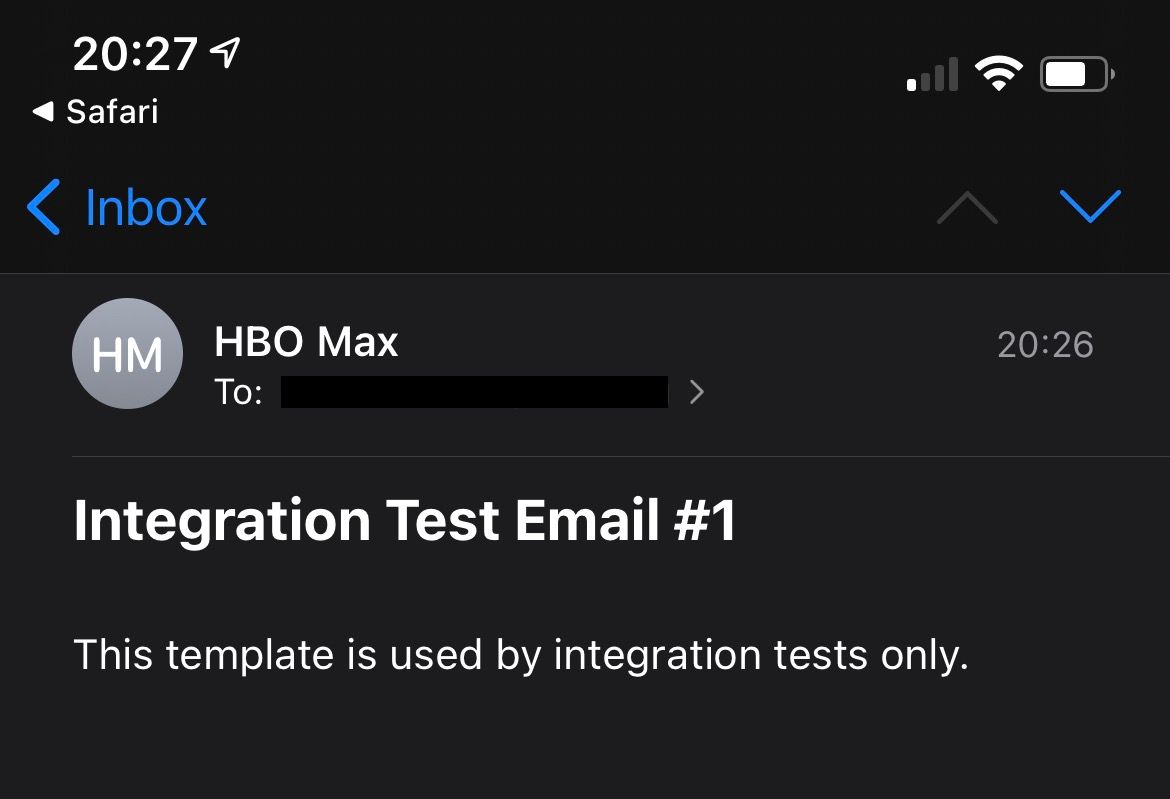 20:27
Safari
Inbox
HM
HBO Max
20:26
To:
Integration Test Email #1
This template is used by integration tests only.